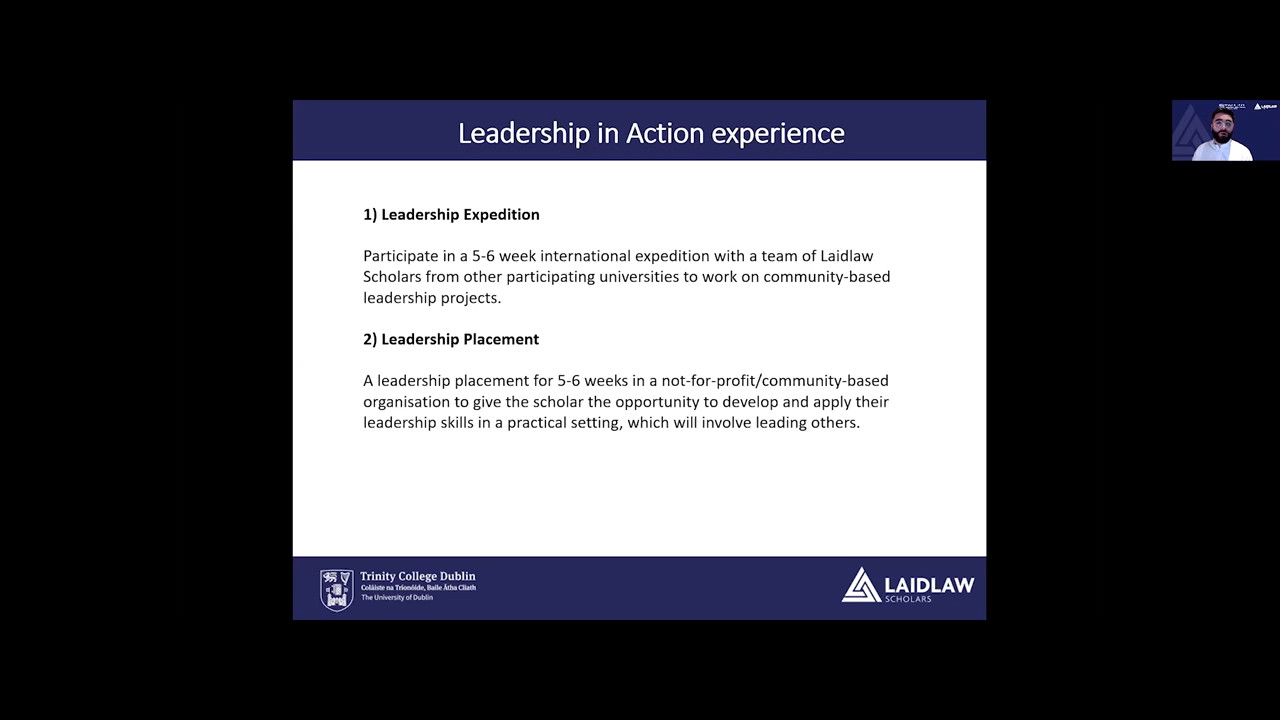 Leadership in Action experience
1) Leadership Expedition
Participate in a 5-6 week international expedition with a team of Laidlaw
Scholars from other participating universities to work on community-based
leadership projects.
2) Leadership Placement
A leadership placement for 5-6 weeks in a not-for-profit/community-based
organisation to give the scholar the opportunity to develop and apply their
leadership skills in a practical setting, which will involve leading others.
Trinity College Dublin
Coláiste na Tríonóide, Baile Átha Cliath
The University of Dublin
LAIDLAW
SCHOLARS
LAIDLAW